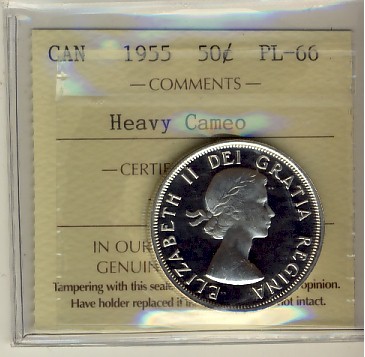 CAN 1955 50¢ PL-66
— COMMENTS —
Heavy Cameo
— CERTIF
ELIZABETH II DEI GRATIA REGINA
IN OUR
GENUIN
Tampering with this seal opinion.
Have holder replaced if not intact.